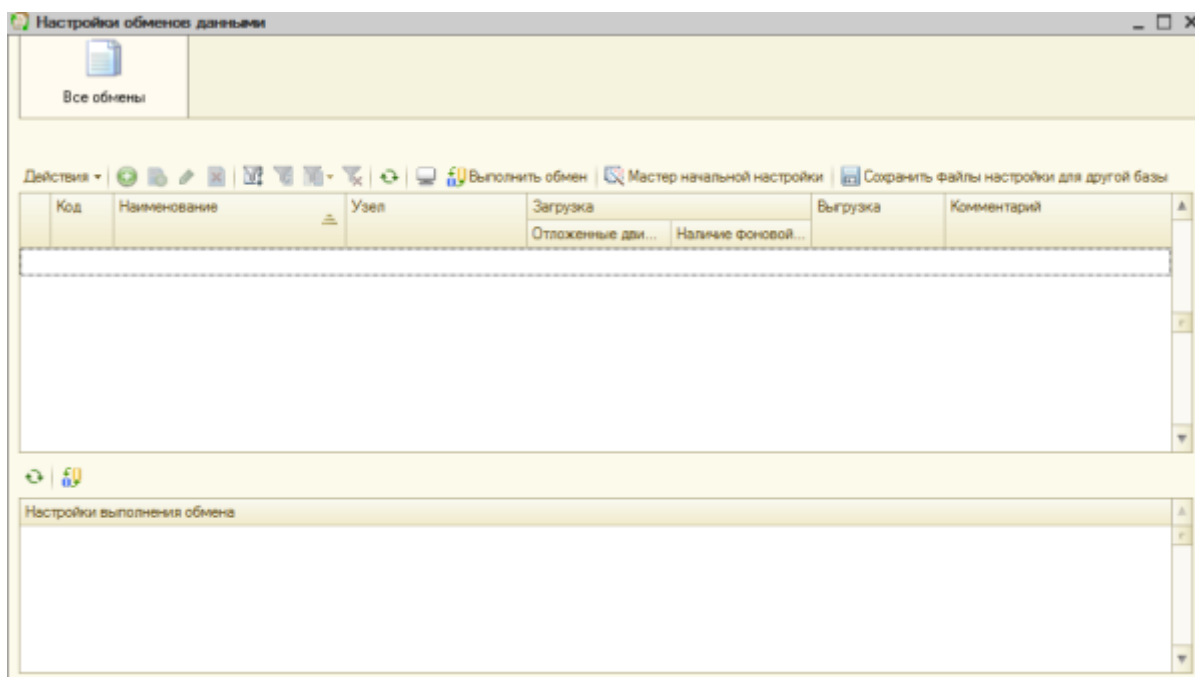 Настройки обменов данными
Все обмены
Действия Выполнить обмен Мастер начальной настройки Сохранить файлы настройки для другой базы
Код Наименование Узел Загрузка Выгрузка Комментарий
Отложенные дви... Наличие фоновой...
Настройки выполнения обмена